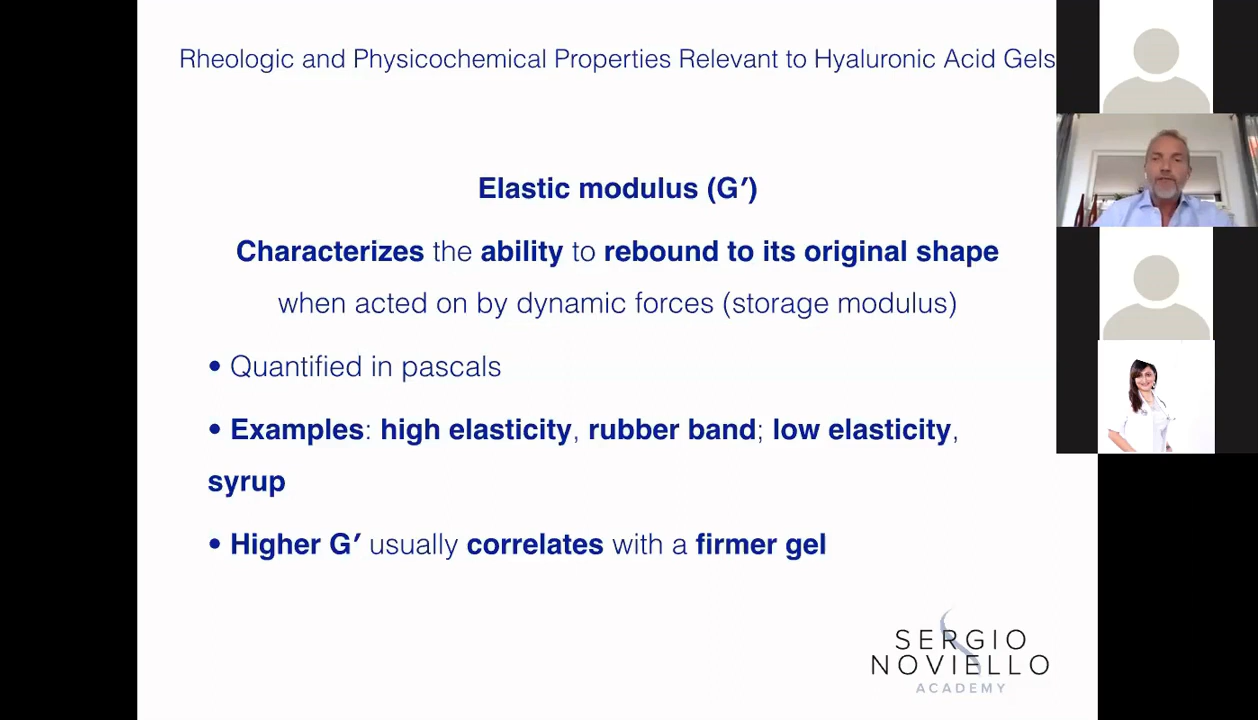 Rheologic and Physicochemical Properties Relevant to Hyaluronic Acid Gels
Elastic modulus (G′)
Characterizes the ability to rebound to its original shape
when acted on by dynamic forces (storage modulus)
• Quantified in pascals
• Examples: high elasticity, rubber band; low elasticity,
syrup
• Higher G′ usually correlates with a firmer gel
SERGIO
NOVIELLO
ACADEMY